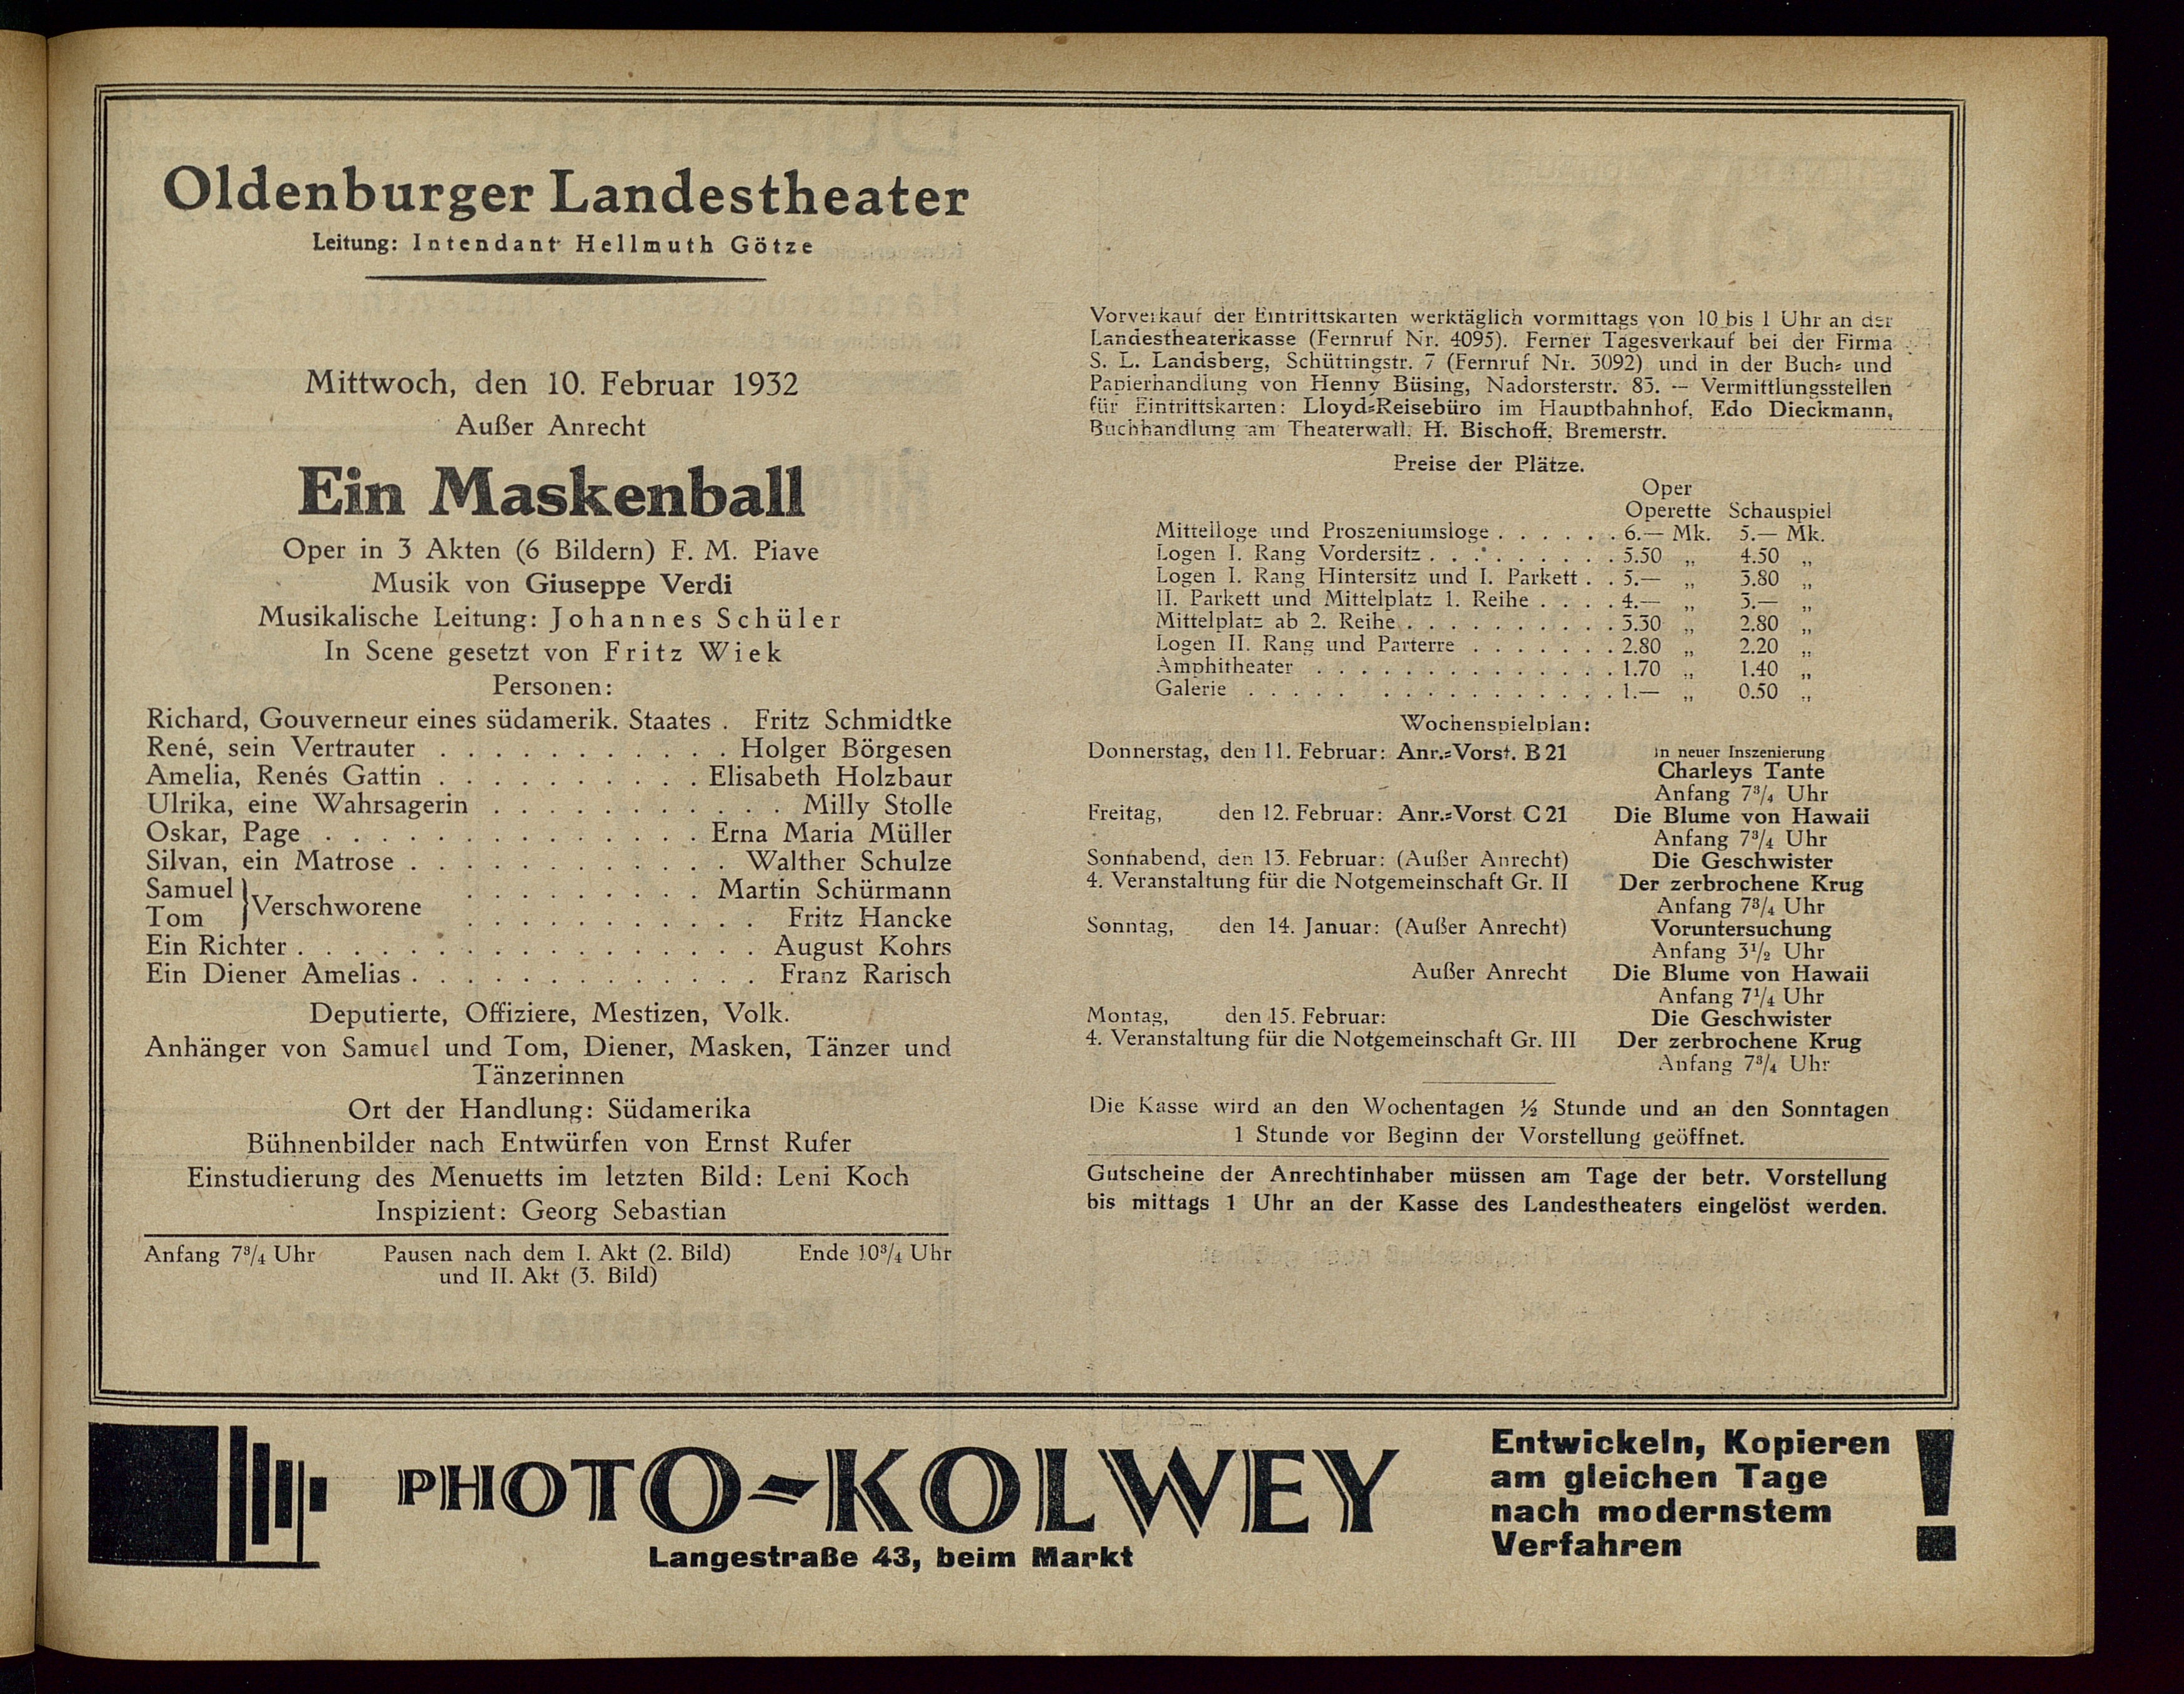 Oldenburger Landestheater
Leitung: Intendant Hellmuth Götze
Mittwoch, den 10. Februar 1932
Außer Anrecht
Ein Maskenball
Oper in 3 Akten (6 Bildern) F. M. Piave
Musik von Giuseppe Verdi
Musikalische Leitung: Johannes Schüler
In Scene gesetzt von Fritz Wiek
Personen:
Richard, Gouverneur eines südamerik. Staates . Fritz Schmidtke
René, sein Vertrauter . . . . . . . . . . . Holger Börgesen
Amelia, Renés Gattin . . . . . . . . . . Elisabeth Holzbaur
Ulrika, eine Wahrsagerin . . . . . . . . . . . Milly Stolle
Oskar, Page . . . . . . . . . . . . . . Erna Maria Müller
Silvan, ein Matrose . . . . . . . . . . . . Walther Schulze
Samuel } Verschworene . . . . . . . . . Martin Schürmann
Tom . . . . . . . . . . . Fritz Hancke
Ein Richter . . . . . . . . . . . . . . . . . August Kohrs
Ein Diener Amelias . . . . . . . . . . . . . Franz Rarisch
Deputierte, Offiziere, Mestizen, Volk.
Anhänger von Samuel und Tom, Diener, Masken, Tänzer und
Tänzerinnen
Ort der Handlung: Südamerika
Bühnenbilder nach Entwürfen von Ernst Rufer
Einstudierung des Menuetts im letzten Bild: Leni Koch
Inspizient: Georg Sebastian
Anfang 7³/₄ Uhr Pausen nach dem I. Akt (2. Bild) Ende 10³/₄ Uhr
und II. Akt (3. Bild)
Vorverkauf der Eintrittskarten werktäglich vormittags von 10 bis 1 Uhr an der
Landestheaterkasse (Fernruf Nr. 4095). Ferner Tagesverkauf bei der Firma
S. L. Landsberg, Schüttingstr. 7 (Fernruf Nr. 3092) und in der Buch- und
Papierhandlung von Henny Büsing, Nadorsterstr. 83. — Vermittlungsstellen
für Eintrittskarten: Lloyd-Reisebüro im Hauptbahnhof, Edo Dieckmann,
Buchhandlung am Theaterwall, H. Bischoff, Bremerstr.
Preise der Plätze.
Oper
Operette Schauspiel
Mittelloge und Proszeniumsloge . . . . . . 6.— Mk. 5.— Mk.
Logen I. Rang Vordersitz . . . . . . . . . 5.50 „ 4.50 „
Logen I. Rang Hintersitz und I. Parkett . . 5.— „ 3.80 „
II. Parkett und Mittelplatz 1. Reihe . . . . 4.— „ 3.— „
Mittelplatz ab 2. Reihe . . . . . . . . . . 3.30 „ 2.80 „
Logen II. Rang und Parterre . . . . . . . 2.80 „ 2.20 „
Amphitheater . . . . . . . . . . . . . . 1.70 „ 1.40 „
Galerie . . . . . . . . . . . . . . . . . 1.— „ 0.50 „
Wochenspielplan:
Donnerstag, den 11. Februar: Anr.-Vorst. B 21 In neuer Inszenierung
Charleys Tante
Anfang 7³/₄ Uhr
Freitag, den 12. Februar: Anr.-Vorst. C 21 Die Blume von Hawaii
Anfang 7³/₄ Uhr
Sonnabend, den 13. Februar: (Außer Anrecht) Die Geschwister
4. Veranstaltung für die Notgemeinschaft Gr. II Der zerbrochene Krug
Anfang 7³/₄ Uhr
Sonntag, den 14. Januar: (Außer Anrecht) Voruntersuchung
Anfang 3¹/₂ Uhr
Außer Anrecht Die Blume von Hawaii
Anfang 7¹/₄ Uhr
Montag, den 15. Februar: Die Geschwister
4. Veranstaltung für die Notgemeinschaft Gr. III Der zerbrochene Krug
Anfang 7³/₄ Uhr
Die Kasse wird an den Wochentagen ½ Stunde und an den Sonntagen
1 Stunde vor Beginn der Vorstellung geöffnet.
Gutscheine der Anrechtinhaber müssen am Tage der betr. Vorstellung
bis mittags 1 Uhr an der Kasse des Landestheaters eingelöst werden.
PHOTO-KOLWEY
Langestraße 43, beim Markt
Entwickeln, Kopieren
am gleichen Tage
nach modernstem
Verfahren !